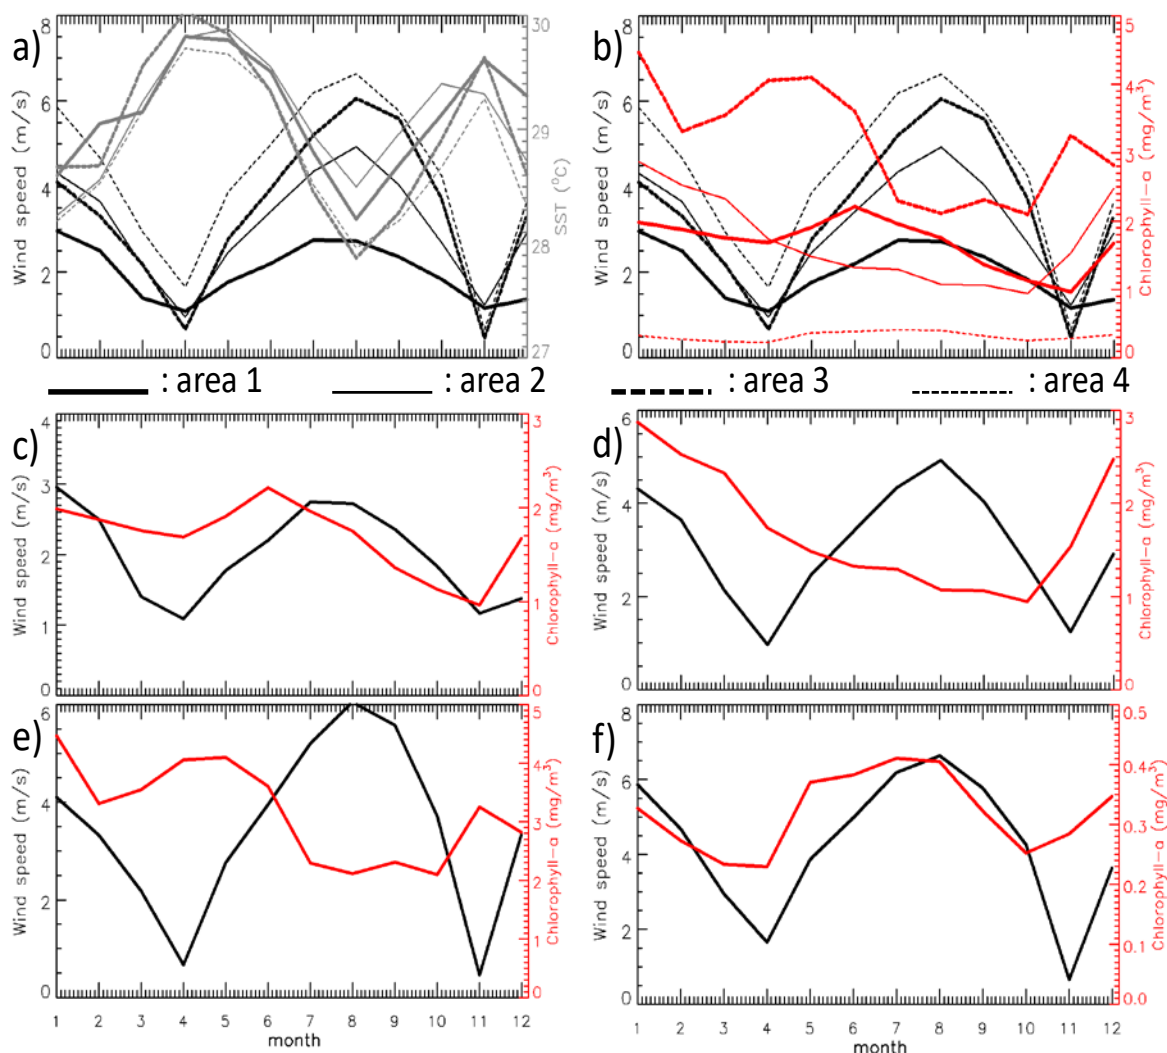 a)
8
6
4
2
0
Wind speed (m/s)
30
29
28
27
SST (°C)
b)
8
6
4
2
0
Wind speed (m/s)
5
4
3
2
1
0
Chlorophyll-a (mg/m³)
: area 1 : area 2 : area 3 : area 4
c)
4
3
2
1
0
Wind speed (m/s)
3
2
1
0
Chlorophyll-a (mg/m³)
d)
6
4
2
0
Wind speed (m/s)
3
2
1
0
Chlorophyll-a (mg/m³)
e)
6
4
2
0
Wind speed (m/s)
5
4
3
2
1
0
Chlorophyll-a (mg/m³)
1 2 3 4 5 6 7 8 9 10 11 12
month
f)
8
6
4
2
0
Wind speed (m/s)
0.5
0.4
0.3
0.2
0.1
0.0
Chlorophyll-a (mg/m³)
1 2 3 4 5 6 7 8 9 10 11 12
month